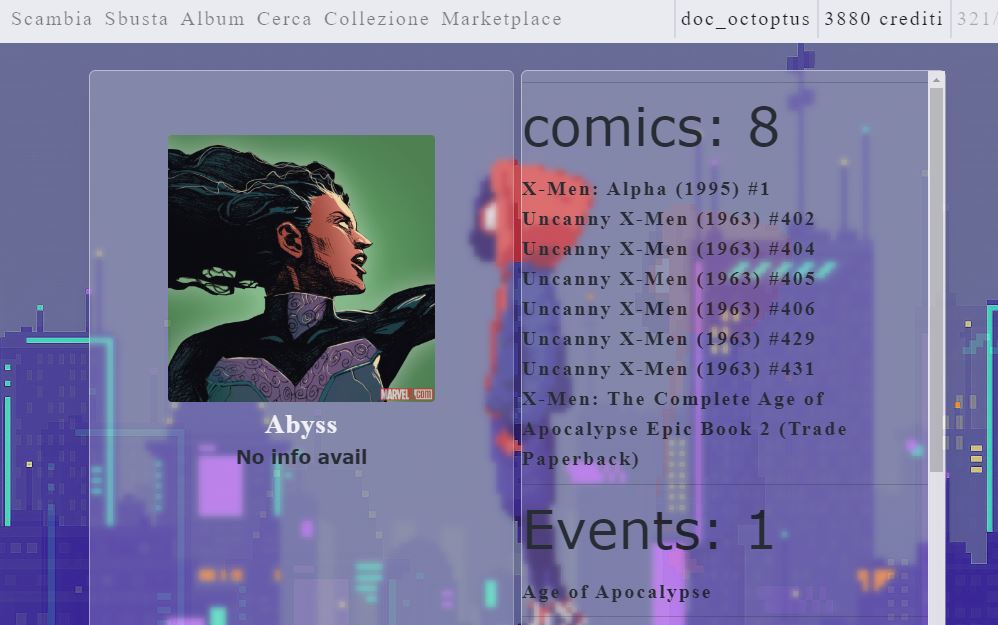 Scambia Sbusta Album Cerca Collezione Marketplace
doc_octoptus
3880 crediti
321/
MARVEL.com
Abyss
No info avail
comics: 8
X-Men: Alpha (1995) #1
Uncanny X-Men (1963) #402
Uncanny X-Men (1963) #404
Uncanny X-Men (1963) #405
Uncanny X-Men (1963) #406
Uncanny X-Men (1963) #429
Uncanny X-Men (1963) #431
X-Men: The Complete Age of
Apocalypse Epic Book 2 (Trade
Paperback)
Events: 1
Age of Apocalypse